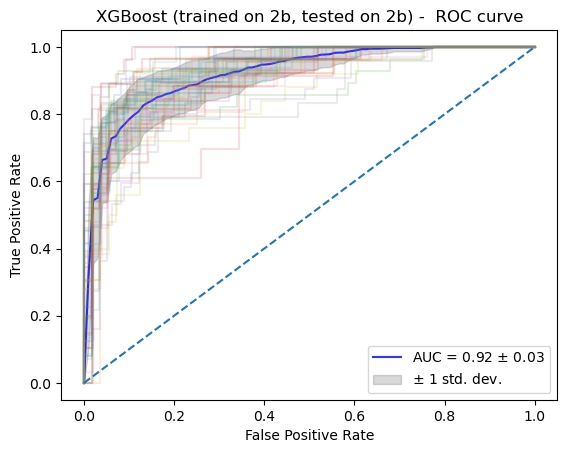 XGBoost (trained on 2b, tested on 2b) -  ROC curve
1.0
0.8
0.6
0.4
0.2
0.0
True Positive Rate
AUC = 0.92 ± 0.03
± 1 std. dev.
0.0 0.2 0.4 0.6 0.8 1.0
False Positive Rate